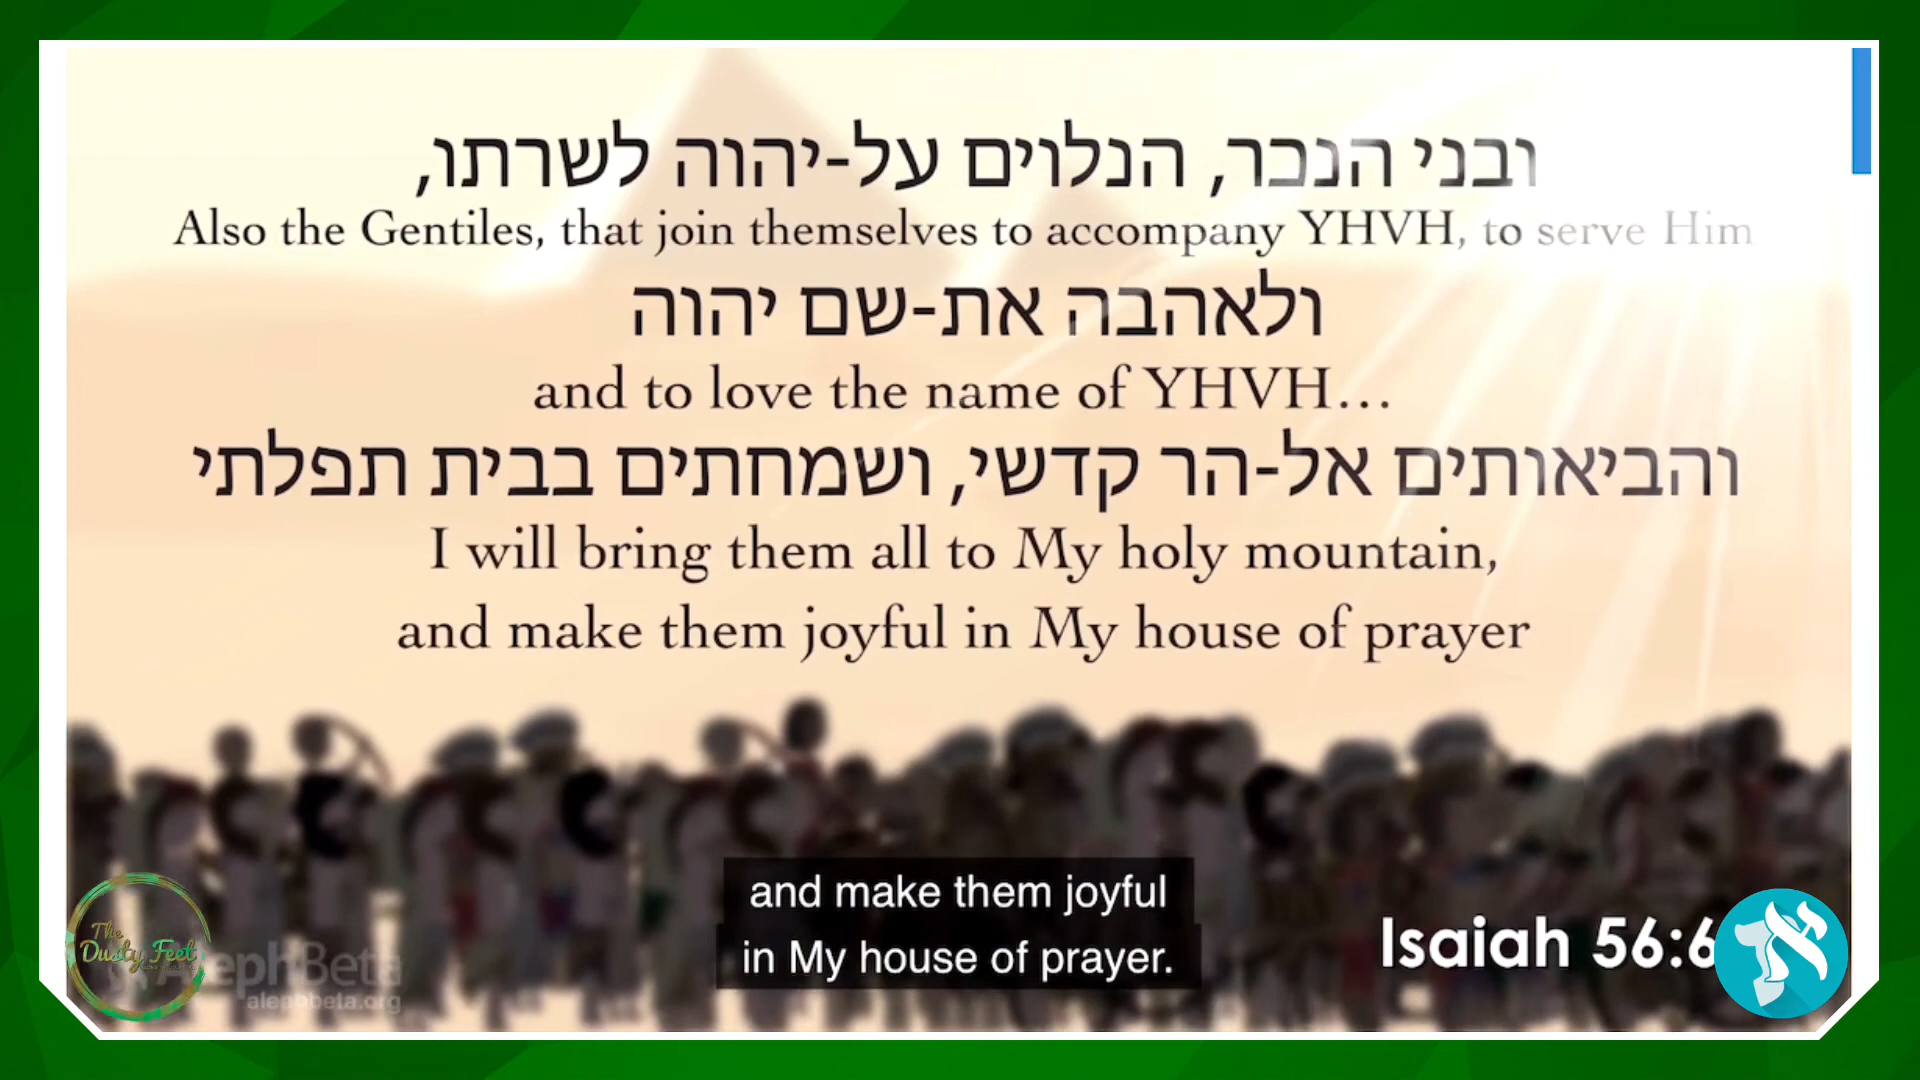 ובני הנכר, הנלוים על-יהוה לשרתו,
Also the Gentiles, that join themselves to accompany YHVH, to serve Him
ולאהבה את-שם יהוה
and to love the name of YHVH...
והביאותים אל-הר קדשי, ושמחתים בבית תפלתי
I will bring them all to My holy mountain,
and make them joyful in My house of prayer
and make them joyful
in My house of prayer.
Isaiah 56:6
א
The
Dusty Feet
AlephBeta
alephbeta.org